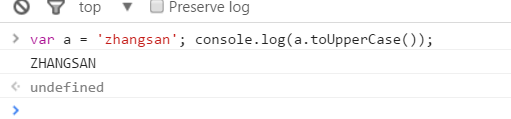 top Preserve log
var a = 'zhangsan'; console.log(a.toUpperCase());
ZHANGSAN
undefined